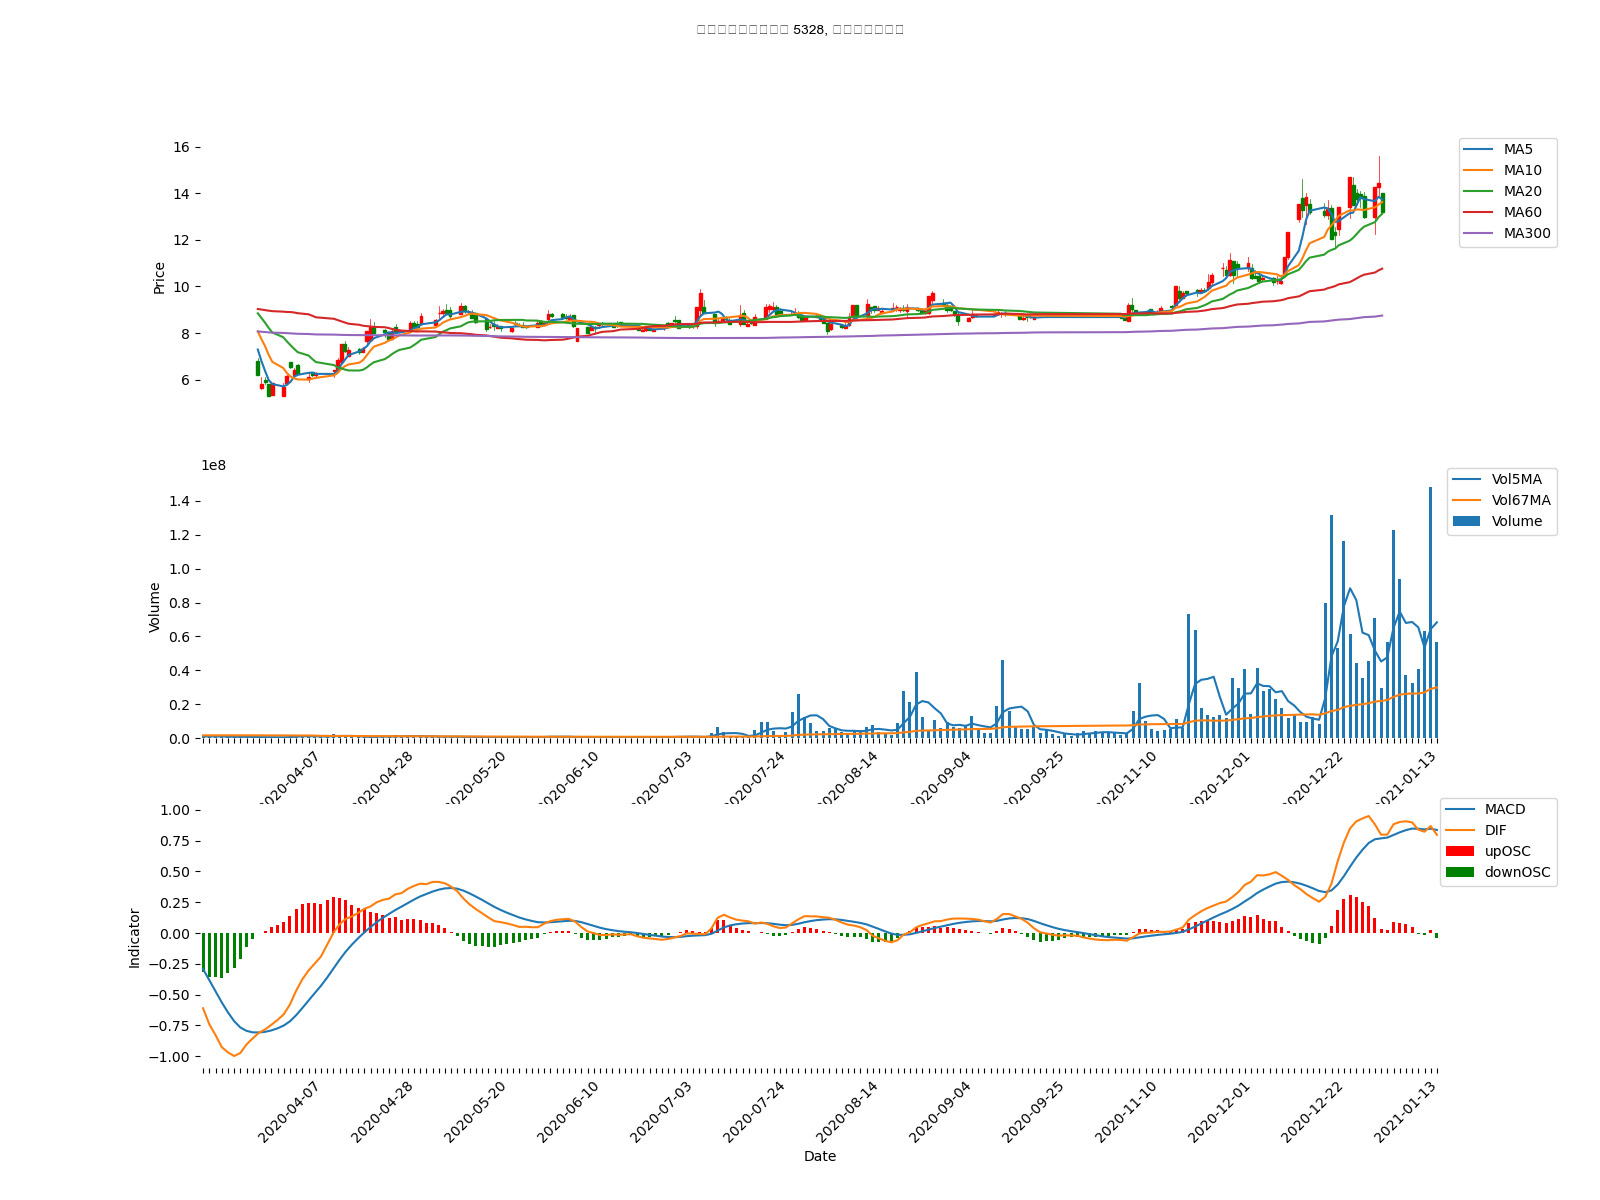 □□□□□□□□□□ 5328, □□□□□□□□
16
14
12
10
8
6
Price
MA5
MA10
MA20
MA60
MA300
1e8
1.4
1.2
1.0
0.8
0.6
0.4
0.2
0.0
Volume
Vol5MA
Vol67MA
Volume
2020-04-07
2020-04-28
2020-05-20
2020-06-10
2020-07-03
2020-07-24
2020-08-14
2020-09-04
2020-09-25
2020-11-10
2020-12-01
2020-12-22
2021-01-13
1.00
0.75
0.50
0.25
0.00
−0.25
−0.50
−0.75
−1.00
Indicator
MACD
DIF
upOSC
downOSC
2020-04-07
2020-04-28
2020-05-20
2020-06-10
2020-07-03
2020-07-24
2020-08-14
2020-09-04
2020-09-25
2020-11-10
2020-12-01
2020-12-22
2021-01-13
Date